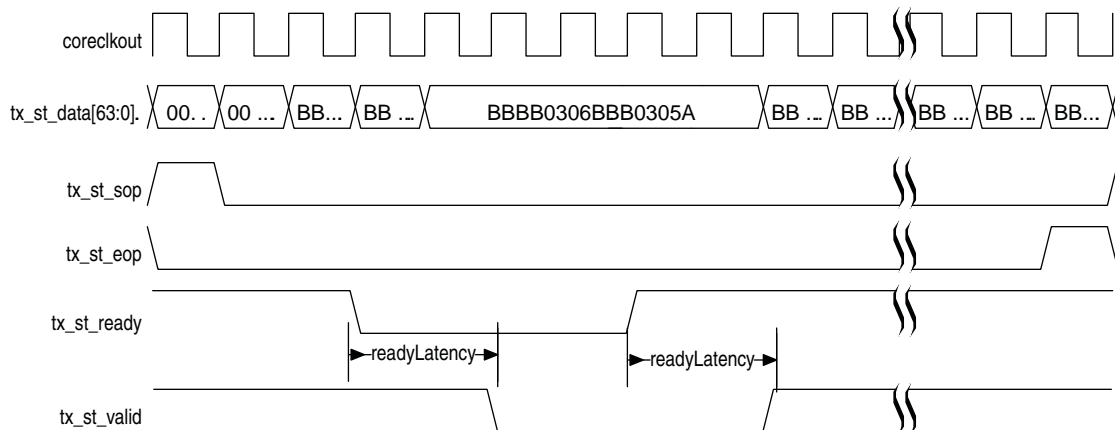 coreclkout
tx_st_data[63:0]. 00. . 00 ... BB... BB ... BBBB0306BBB0305A BB ... BB ... BB ... BB ... BB...
tx_st_sop
tx_st_eop
tx_st_ready
readyLatency readyLatency
tx_st_valid